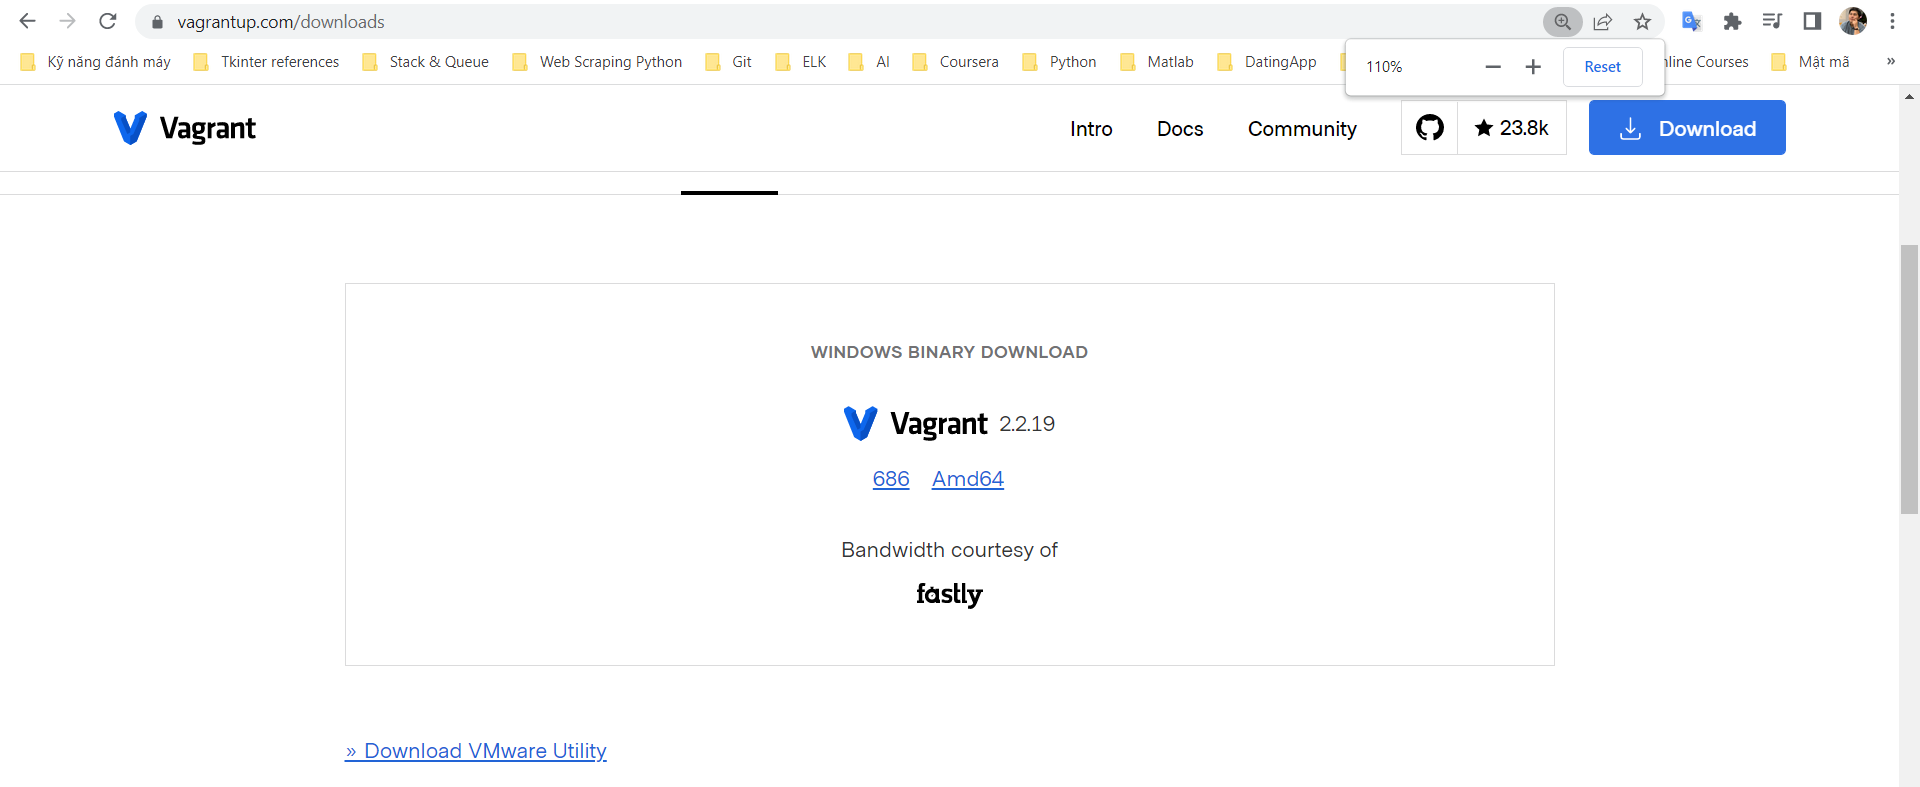 vagrantup.com/downloads
Kỹ năng đánh máy Tkinter references Stack & Queue Web Scraping Python Git ELK AI Coursera Python Matlab DatingApp nline Courses Mật mã »
110% − + Reset
Vagrant Intro Docs Community 23.8k Download
WINDOWS BINARY DOWNLOAD
Vagrant 2.2.19
686 Amd64
Bandwidth courtesy of
fastly
» Download VMware Utility